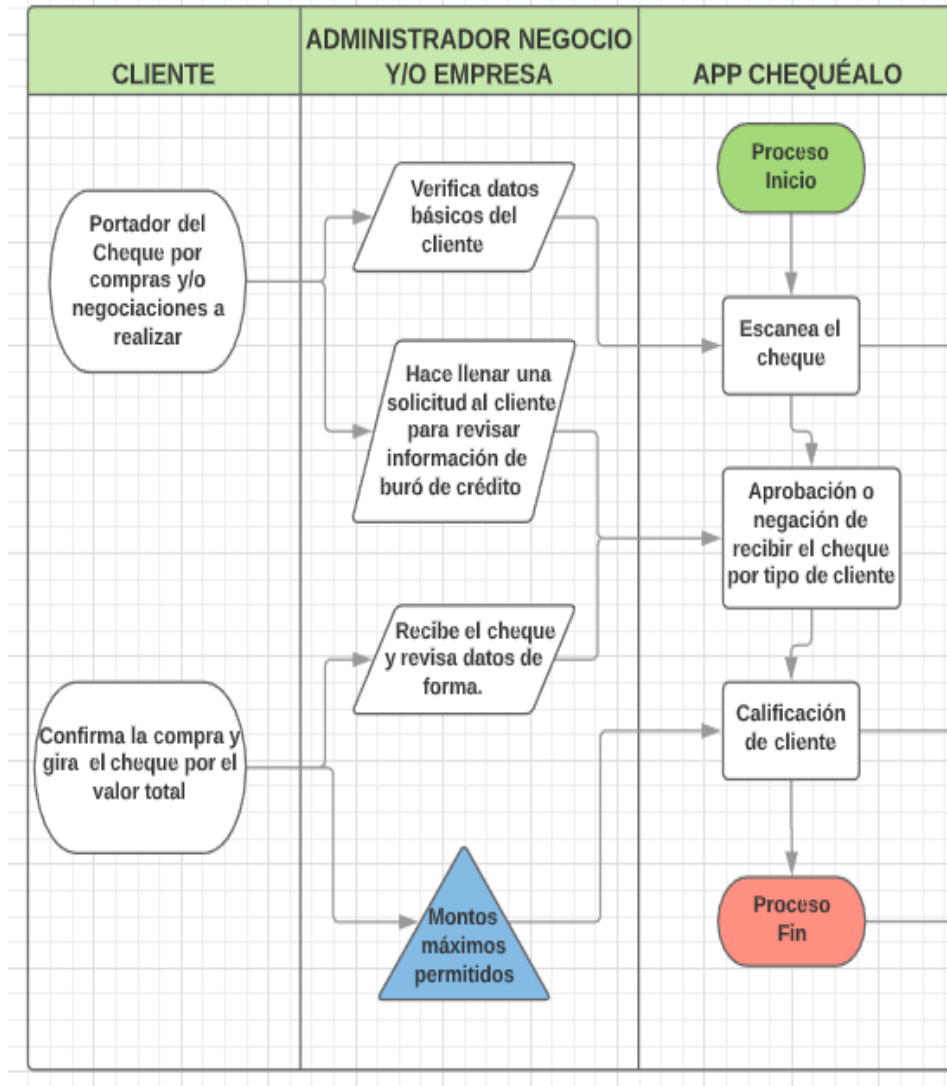 CLIENTE
ADMINISTRADOR NEGOCIO
Y/O EMPRESA
APP CHEQUÉALO
Portador del
Cheque por
compras y/o
negociaciones a
realizar
Verifica datos
básicos del
cliente
Proceso
Inicio
Escanea el
cheque
Hace llenar una
solicitud al cliente
para revisar
información de
buró de crédito
Aprobación o
negación de
recibir el cheque
por tipo de cliente
Recibe el cheque
y revisa datos de
forma.
Confirma la compra y
gira el cheque por el
valor total
Calificación
de cliente
Montos
máximos
permitidos
Proceso
Fin